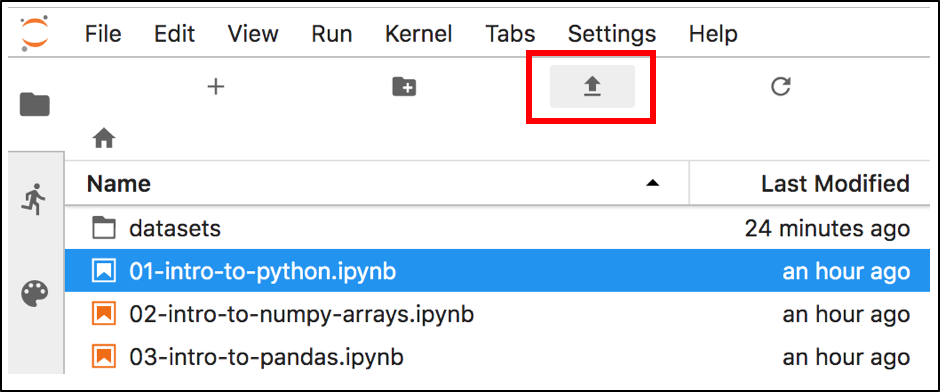 File Edit View Run Kernel Tabs Settings Help
Name Last Modified
datasets 24 minutes ago
01-intro-to-python.ipynb an hour ago
02-intro-to-numpy-arrays.ipynb an hour ago
03-intro-to-pandas.ipynb an hour ago